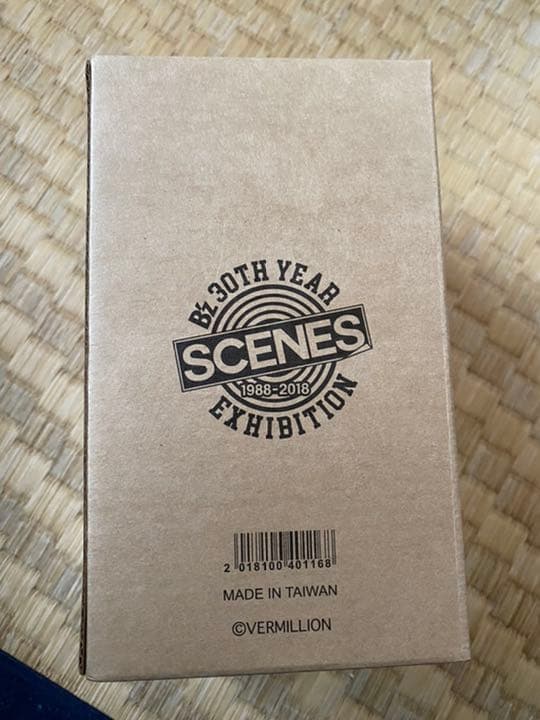 B'z 30TH YEAR
SCENES
1988-2018
EXHIBITION
2 018100 401168
MADE IN TAIWAN
©VERMILLION